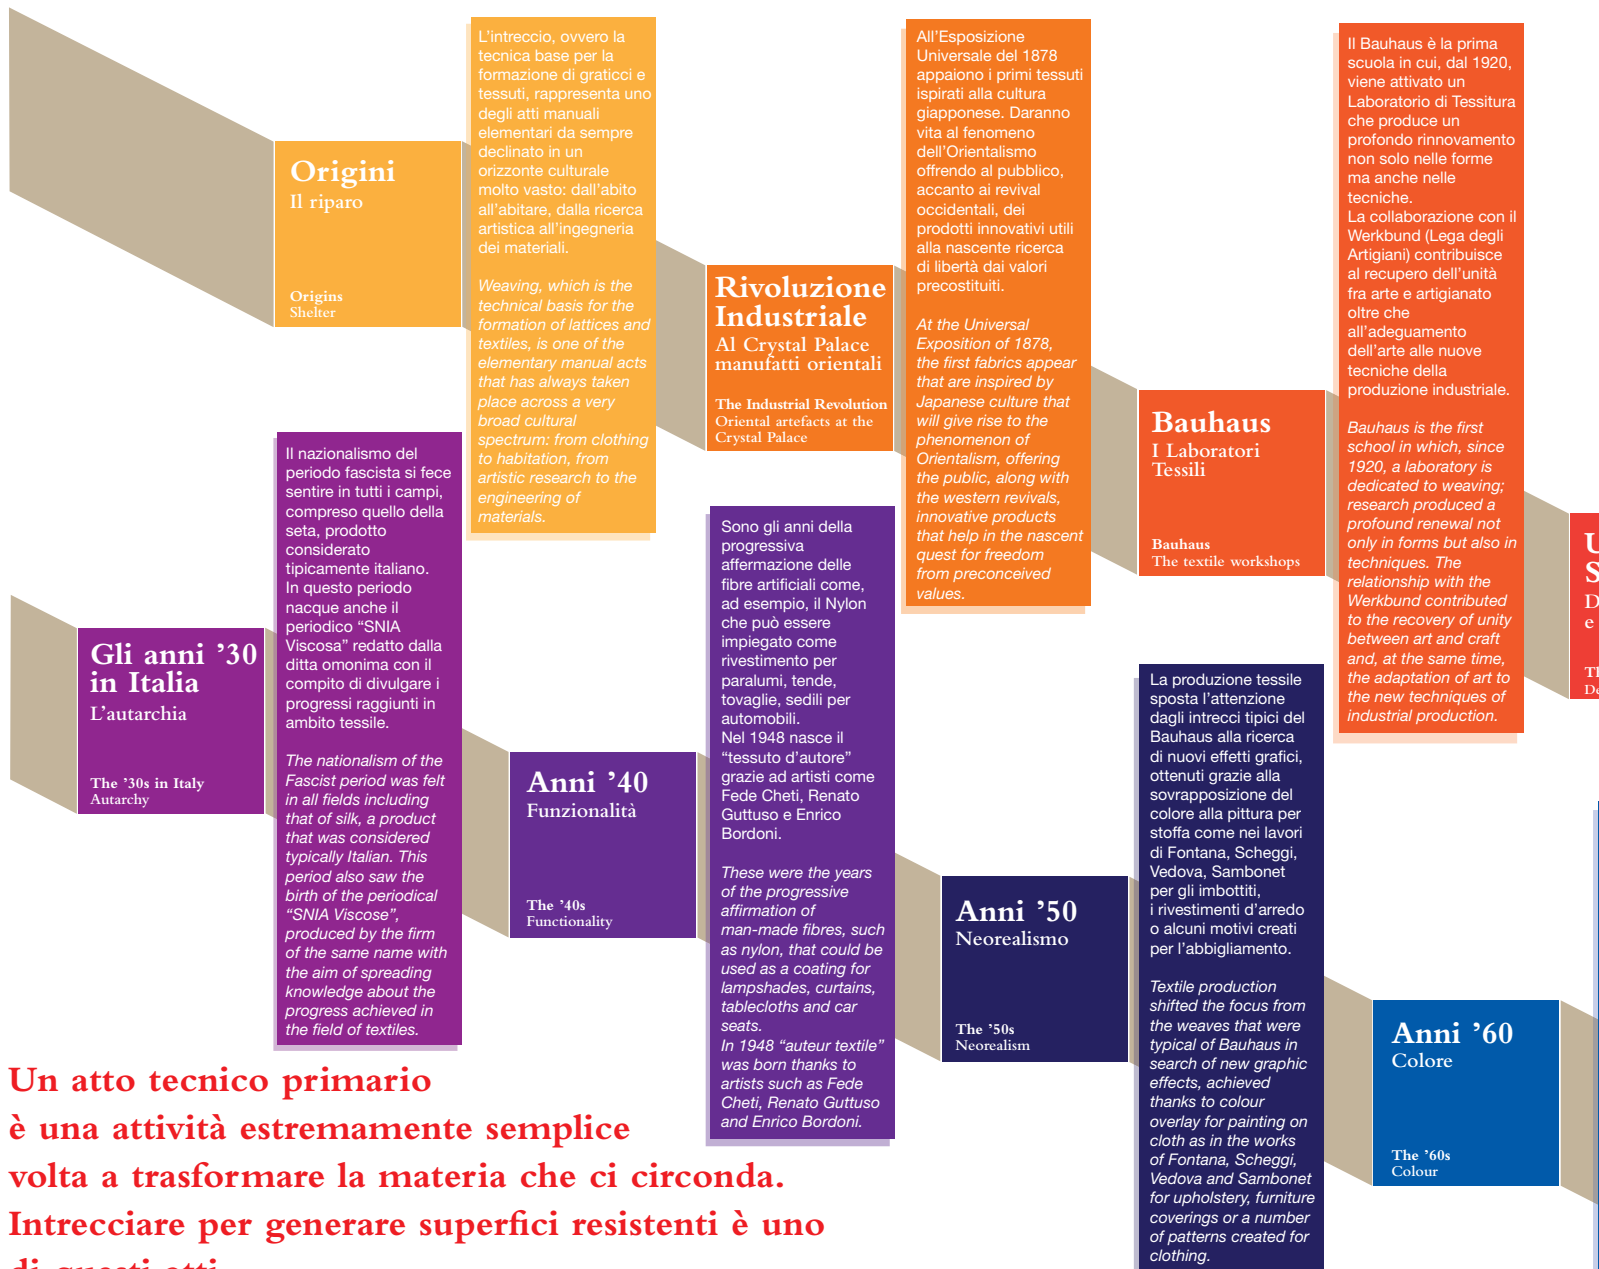 Origini
Il riparo
Origins
Shelter
L’intreccio, ovvero la
tecnica base per la
formazione di graticci e
tessuti, rappresenta uno
degli atti manuali
elementari da sempre
declinato in un
orizzonte culturale
molto vasto: dall’abito
all’abitare, dalla ricerca
artistica all’ingegneria
dei materiali.
Weaving, which is the
technical basis for the
formation of lattices and
textiles, is one of the
elementary manual acts
that has always taken
place across a very
broad cultural
spectrum: from clothing
to habitation, from
artistic research to the
engineering of
materials.
Rivoluzione
Industriale
Al Crystal Palace
manufatti orientali
The Industrial Revolution
Oriental artefacts at the
Crystal Palace
All’Esposizione
Universale del 1878
appaiono i primi tessuti
ispirati alla cultura
giapponese. Daranno
vita al fenomeno
dell’Orientalismo
offrendo al pubblico,
accanto ai revival
occidentali, dei
prodotti innovativi utili
alla nascente ricerca
di libertà dai valori
precostituiti.
At the Universal
Exposition of 1878,
the first fabrics appear
that are inspired by
Japanese culture that
will give rise to the
phenomenon of
Orientalism, offering
the public, along with
the western revivals,
innovative products
that help in the nascent
quest for freedom
from preconceived
values.
Bauhaus
I Laboratori
Tessili
Bauhaus
The textile workshops
Il Bauhaus è la prima
scuola in cui, dal 1920,
viene attivato un
Laboratorio di Tessitura
che produce un
profondo rinnovamento
non solo nelle forme
ma anche nelle
tecniche.
La collaborazione con il
Werkbund (Lega degli
Artigiani) contribuisce
al recupero dell’unità
fra arte e artigianato
oltre che
all’adeguamento
dell’arte alle nuove
tecniche della
produzione industriale.
Bauhaus is the first
school in which, since
1920, a laboratory is
dedicated to weaving;
research produced a
profound renewal not
only in forms but also in
techniques. The
relationship with the
Werkbund contributed
to the recovery of unity
between art and craft
and, at the same time,
the adaptation of art to
the new techniques of
industrial production.
Gli anni ’30
in Italia
L’autarchia
The ’30s in Italy
Autarchy
Il nazionalismo del
periodo fascista si fece
sentire in tutti i campi,
compreso quello della
seta, prodotto
considerato
tipicamente italiano.
In questo periodo
nacque anche il
periodico “SNIA
Viscosa” redatto dalla
ditta omonima con il
compito di divulgare i
progressi raggiunti in
ambito tessile.
The nationalism of the
Fascist period was felt
in all fields including
that of silk, a product
that was considered
typically Italian. This
period also saw the
birth of the periodical
“SNIA Viscose”,
produced by the firm
of the same name with
the aim of spreading
knowledge about the
progress achieved in
the field of textiles.
Anni ’40
Funzionalità
The ’40s
Functionality
Sono gli anni della
progressiva
affermazione delle
fibre artificiali come,
ad esempio, il Nylon
che può essere
impiegato come
rivestimento per
paralumi, tende,
tovaglie, sedili per
automobili.
Nel 1948 nasce il
“tessuto d’autore”
grazie ad artisti come
Fede Cheti, Renato
Guttuso e Enrico
Bordoni.
These were the years
of the progressive
affirmation of
man-made fibres, such
as nylon, that could be
used as a coating for
lampshades, curtains,
tablecloths and car
seats.
In 1948 “auteur textile”
was born thanks to
artists such as Fede
Cheti, Renato Guttuso
and Enrico Bordoni.
Anni ’50
Neorealismo
The ’50s
Neorealism
La produzione tessile
sposta l’attenzione
dagli intrecci tipici del
Bauhaus alla ricerca
di nuovi effetti grafici,
ottenuti grazie alla
sovrapposizione del
colore alla pittura per
stoffa come nei lavori
di Fontana, Scheggi,
Vedova, Sambonet
per gli imbottiti,
i rivestimenti d’arredo
o alcuni motivi creati
per l’abbigliamento.
Textile production
shifted the focus from
the weaves that were
typical of Bauhaus in
search of new graphic
effects, achieved
thanks to colour
overlay for painting on
cloth as in the works
of Fontana, Scheggi,
Vedova and Sambonet
for upholstery, furniture
coverings or a number
of patterns created for
clothing.
Anni ’60
Colore
The ’60s
Colour
Un atto tecnico primario
è una attività estremamente semplice
volta a trasformare la materia che ci circonda.
Intrecciare per generare superfici resistenti è uno
di questi atti